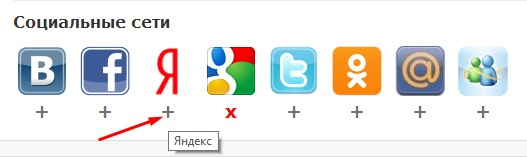 Социальные сети
В f Я g t @
+ + + x + + + +
Яндекс